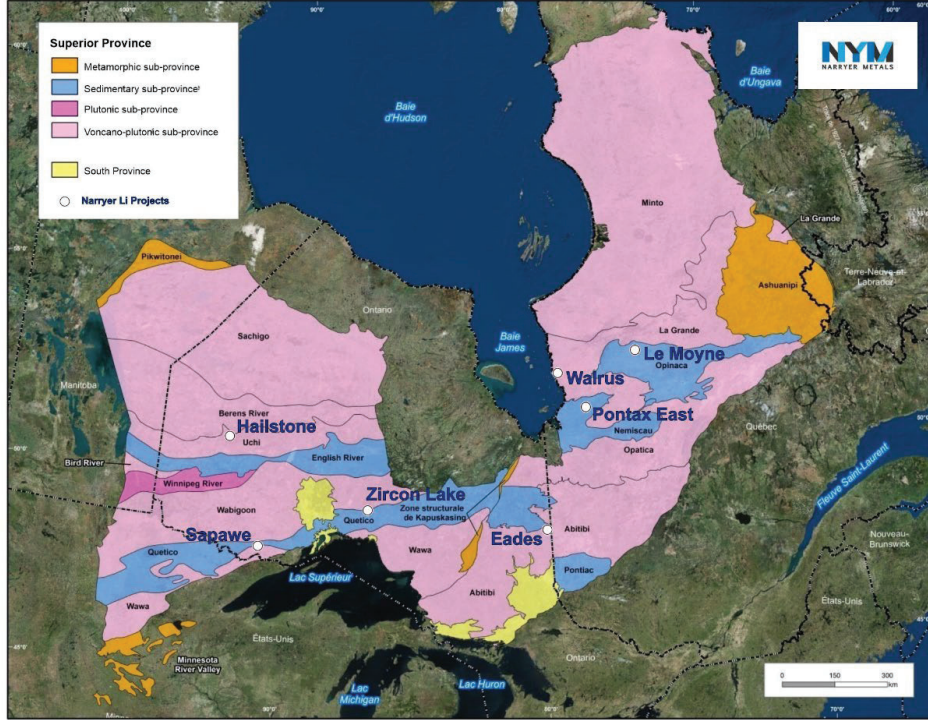 Superior Province
Metamorphic sub-province
Sedimentary sub-province
Plutonic sub-province
Voncano-plutonic sub-province
South Province
Narryer Li Projects
NYM
NARRYER METALS
Baie
d'Ungava
Baie
d'Hudson
Minto
La Grande
Pikwitonei
Terre-Neuve-et-
Labrador
Ashuanipi
Ontario
Sachigo
La Grande
Baie
James
Le Moyne
Opinaca
Walrus
Manitoba
Berens River
Pontax East
Hailstone
Uchi
Nemiscau
Québec
Opatica
English River
Bird River
Winnipeg River
Fleuve Saint-Laurent
Zircon Lake
Wabigoon
Zone structurale
de Kapuskasing
Quetico
Abitibi
Sapawe
Eades
Nouveau-
Brunswick
Quetico
Wawa
Pontiac
Lac Supérieur
Abitibi
Wawa
États-Unis
États-Unis
Minnesota
River Valley
Ontario
Lac
Michigan
Lac Huron
0 150 300
km